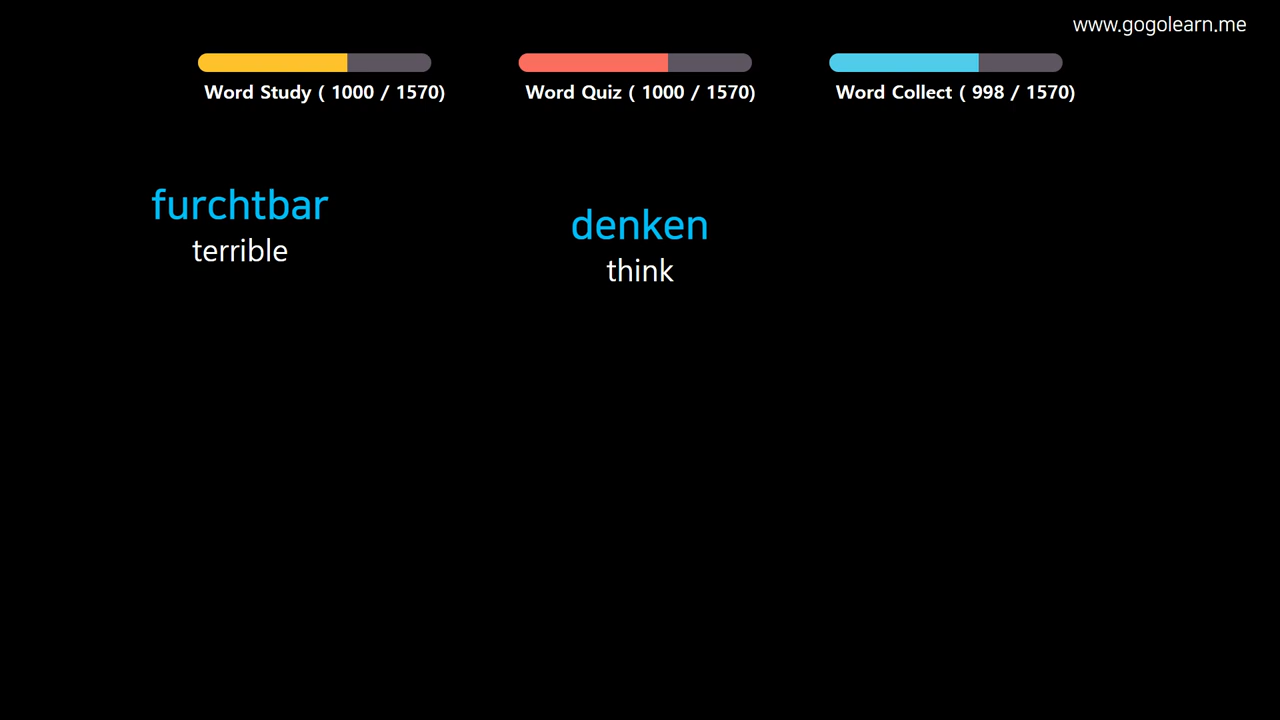 www.gogolearn.me
Word Study ( 1000 / 1570)
Word Quiz ( 1000 / 1570)
Word Collect ( 998 / 1570)
furchtbar
terrible
denken
think